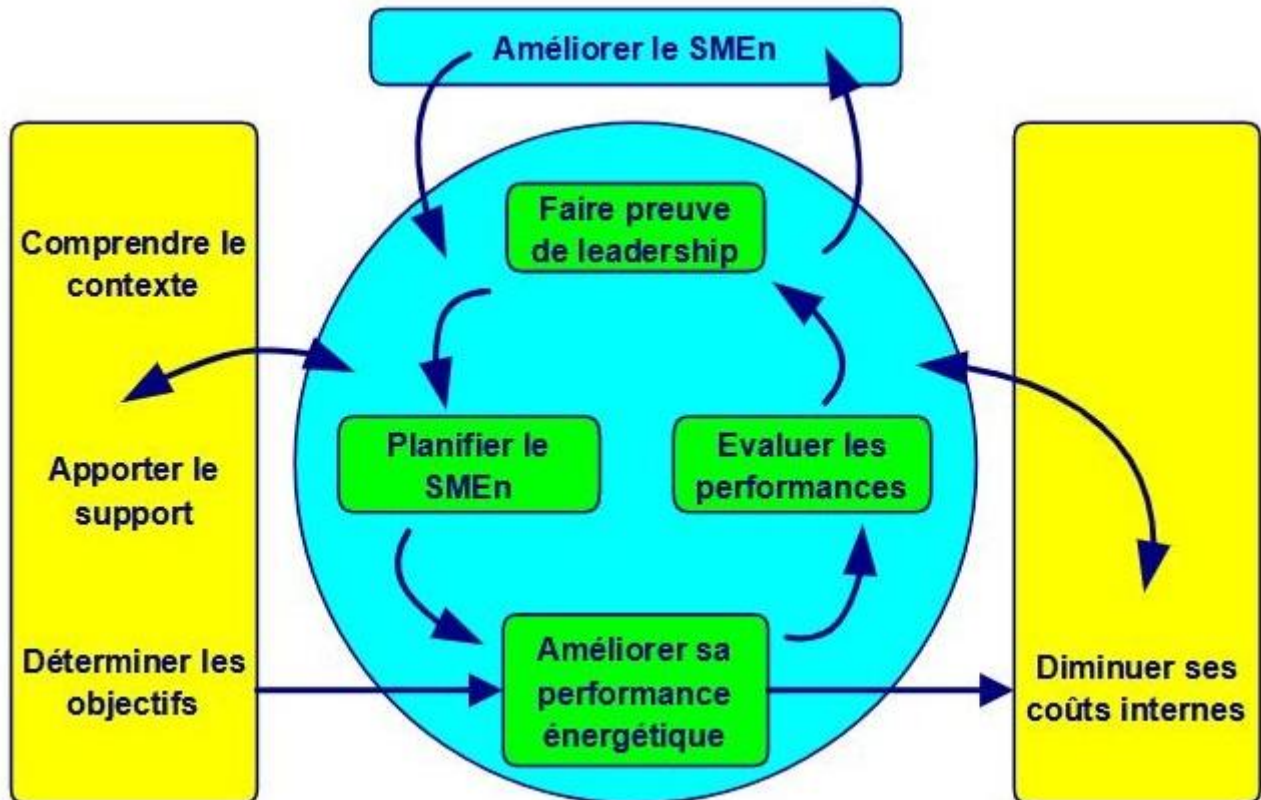 Améliorer le SMEn
Faire preuve
de leadership
Comprendre le
contexte
Planifier le
SMEn
Evaluer les
performances
Apporter le
support
Améliorer sa
performance
énergétique
Déterminer les
objectifs
Diminuer ses
coûts internes